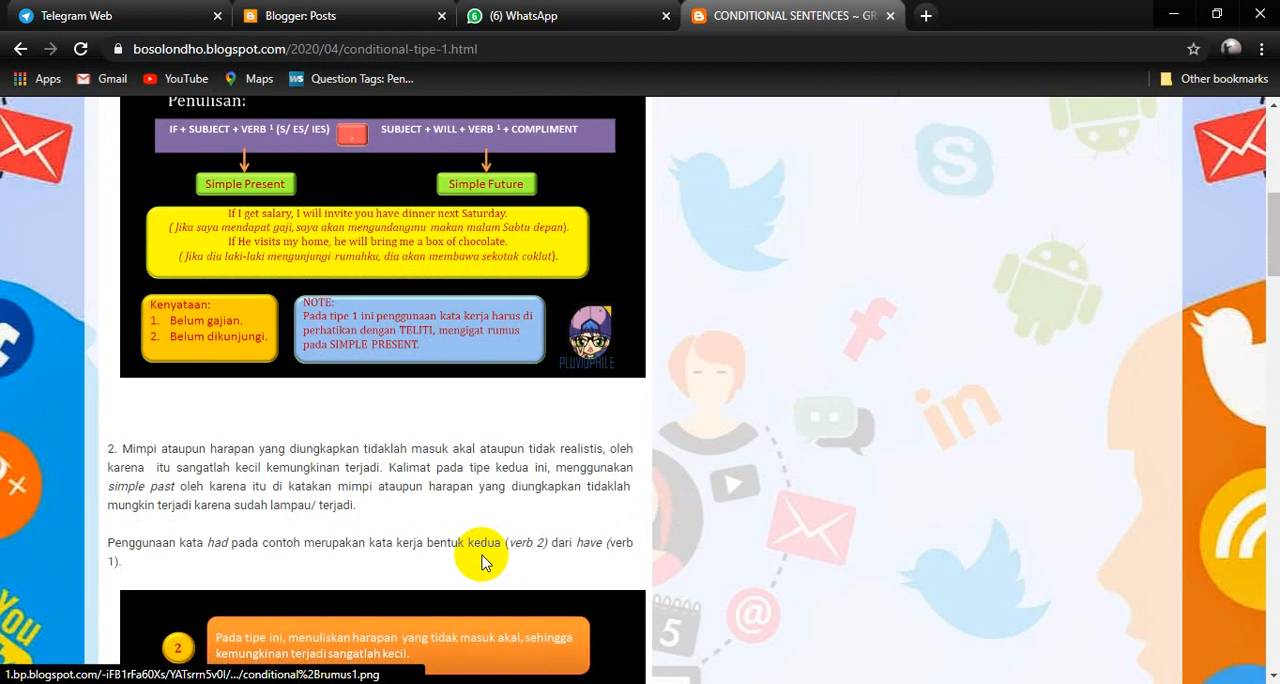 Telegram Web
Blogger: Posts
(6) WhatsApp
CONDITIONAL SENTENCES ~ GR
bosolondho.blogspot.com/2020/04/conditional-tipe-1.html
Apps Gmail YouTube Maps Question Tags: Pen... Other bookmarks
Penulisan:
IF + SUBJECT + VERB ¹ (S/ ES/ IES) , SUBJECT + WILL + VERB ¹ + COMPLIMENT
Simple Present Simple Future
If I get salary, I will invite you have dinner next Saturday.
( Jika saya mendapat gaji, saya akan mengundangmu makan malam Sabtu depan).
If He visits my home, he will bring me a box of chocolate.
( Jika dia laki-laki mengunjungi rumahku, dia akan membawa sekotak coklat).
Kenyataan:
1. Belum gajian.
2. Belum dikunjungi.
NOTE:
Pada tipe 1 ini penggunaan kata kerja harus di
perhatikan dengan TELITI, mengigat rumus
pada SIMPLE PRESENT.
PLUVIOPHILE
2. Mimpi ataupun harapan yang diungkapkan tidaklah masuk akal ataupun tidak realistis, oleh
karena itu sangatlah kecil kemungkinan terjadi. Kalimat pada tipe kedua ini, menggunakan
simple past oleh karena itu di katakan mimpi ataupun harapan yang diungkapkan tidaklah
mungkin terjadi karena sudah lampau/ terjadi.
Penggunaan kata had pada contoh merupakan kata kerja bentuk kedua (verb 2) dari have (verb
1).
2
Pada tipe ini, menuliskan harapan yang tidak masuk akal, sehingga
kemungkinan terjadi sangatlah kecil.
1.bp.blogspot.com/-iFB1rFa60Xs/YATsrrn5v0I/.../conditional%2Brumus1.png
You
5
@
in